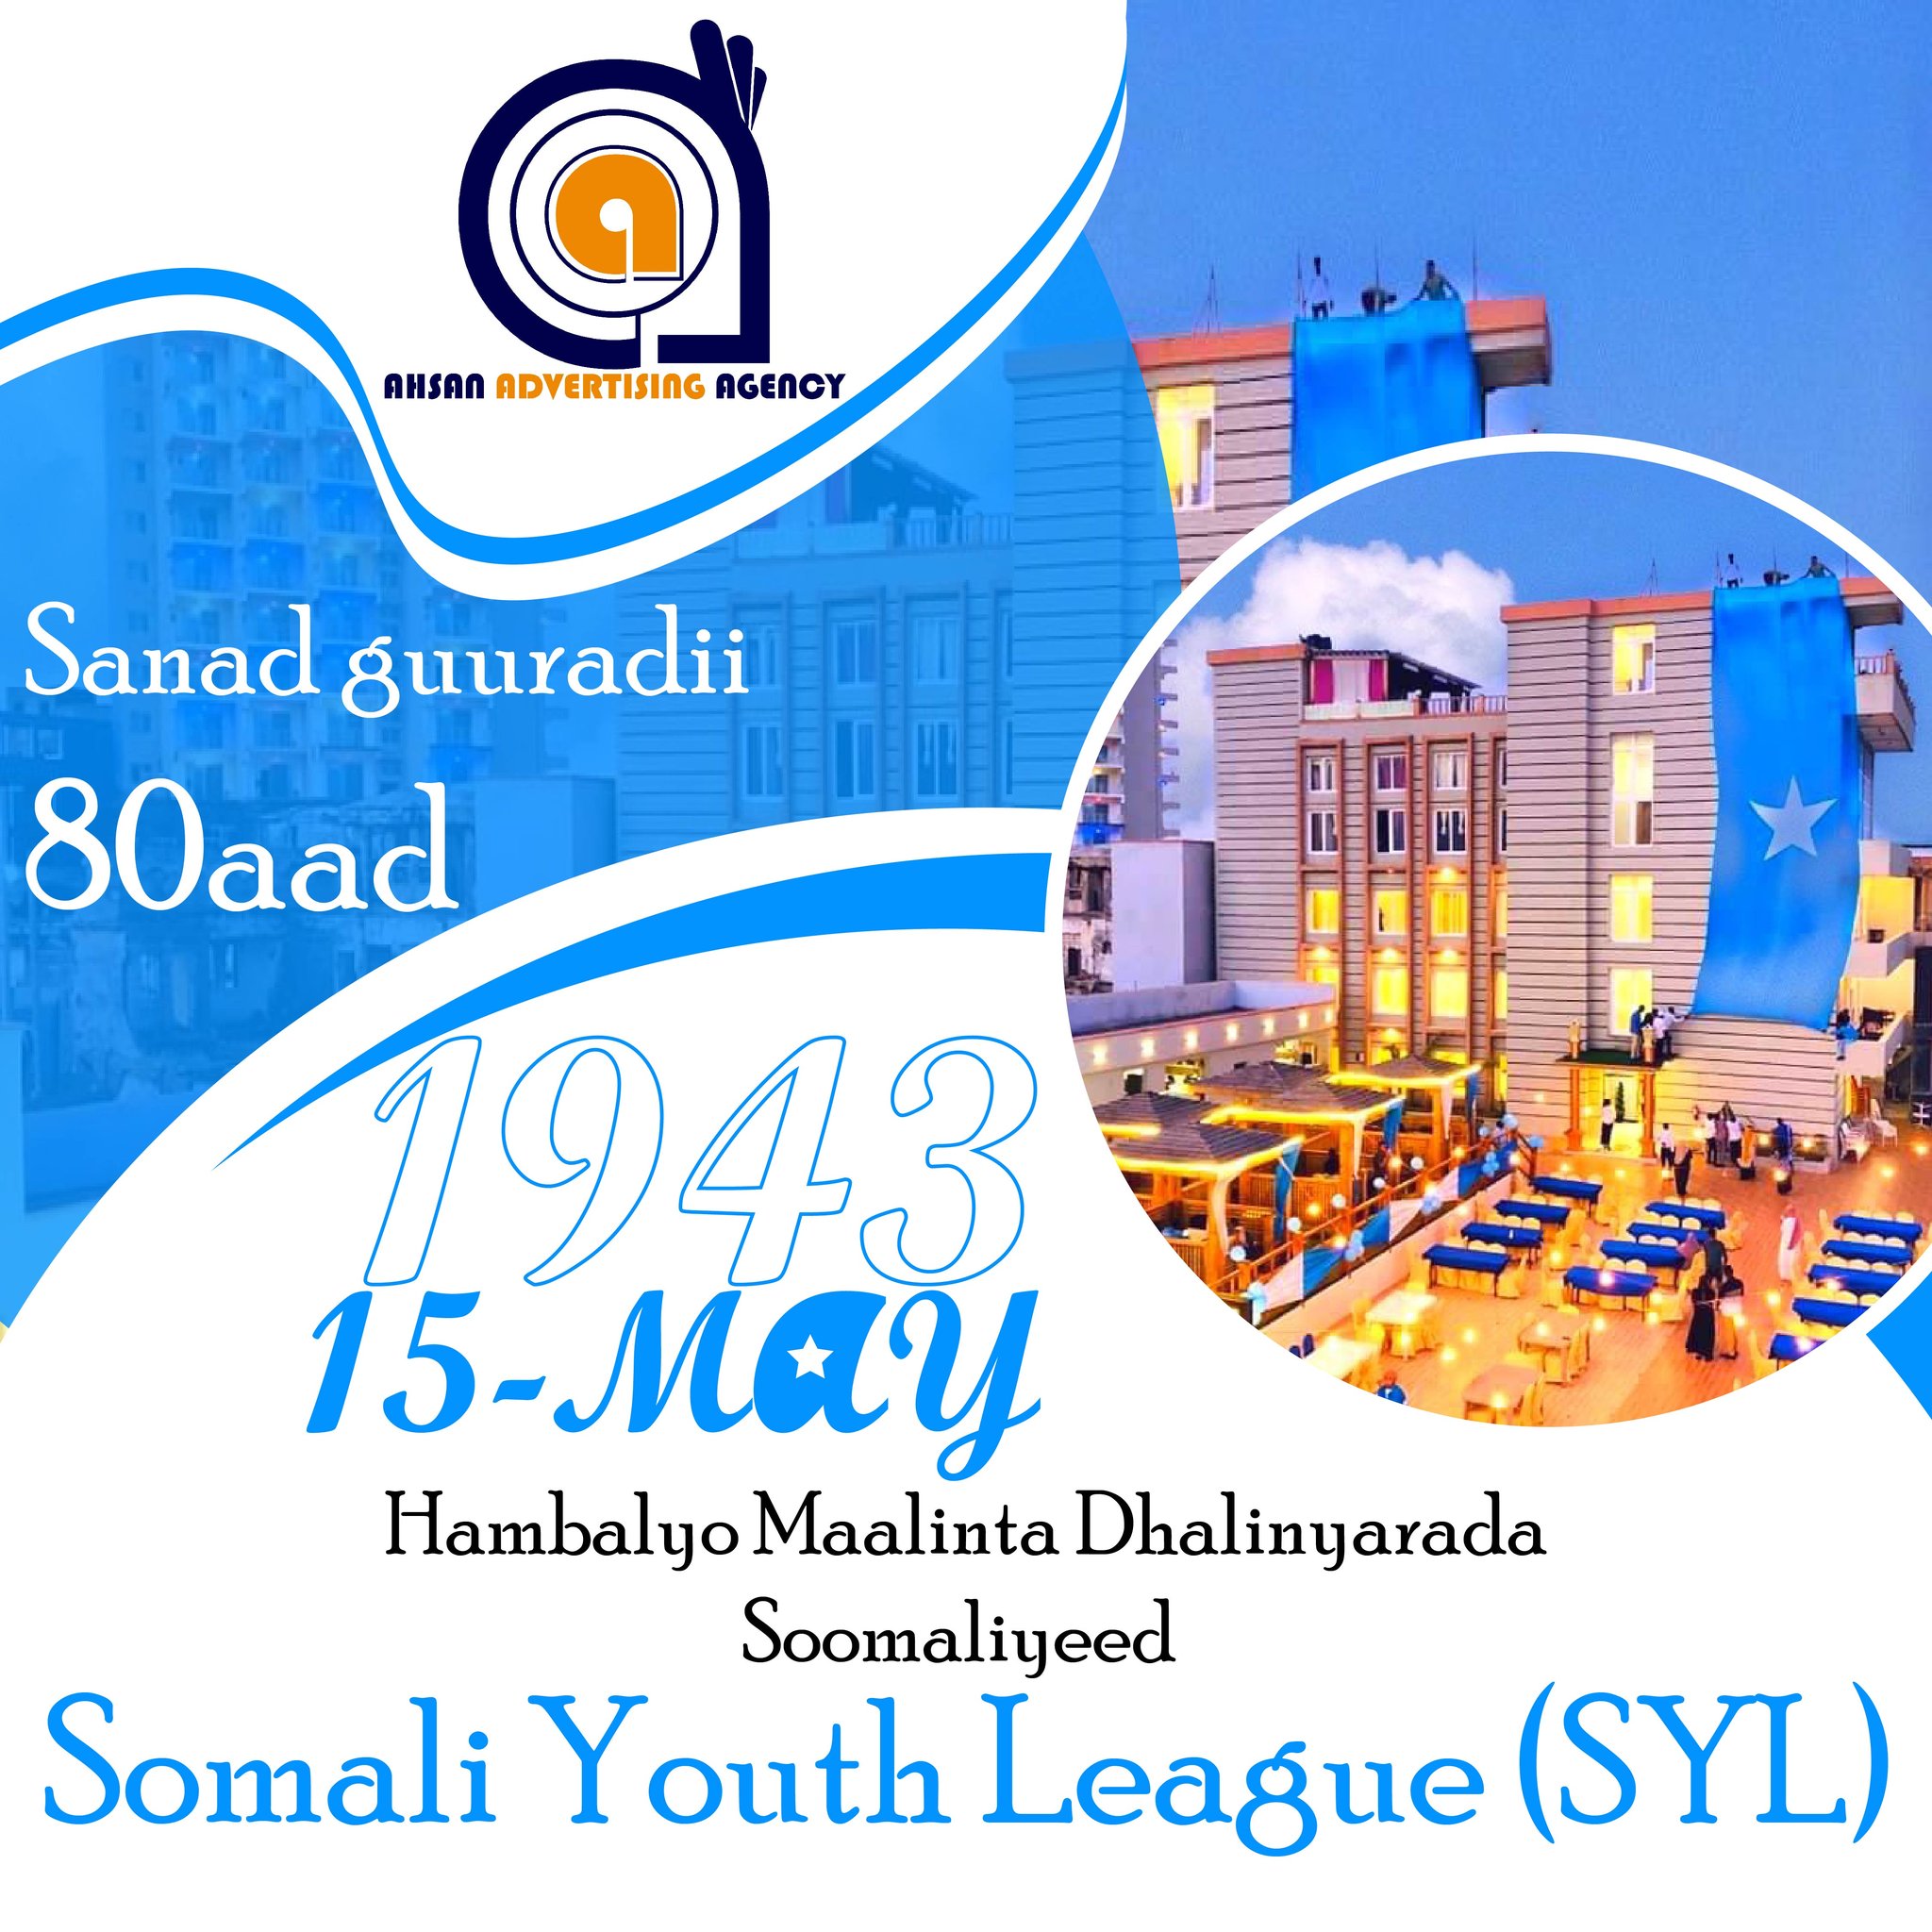 AHSAN ADVERTISING AGENCY
Sanad guuradii
80aad
1943
15-MaY
Hambalyo Maalinta Dhalinyarada
Soomaliyeed
Somali Youth League (SYL)